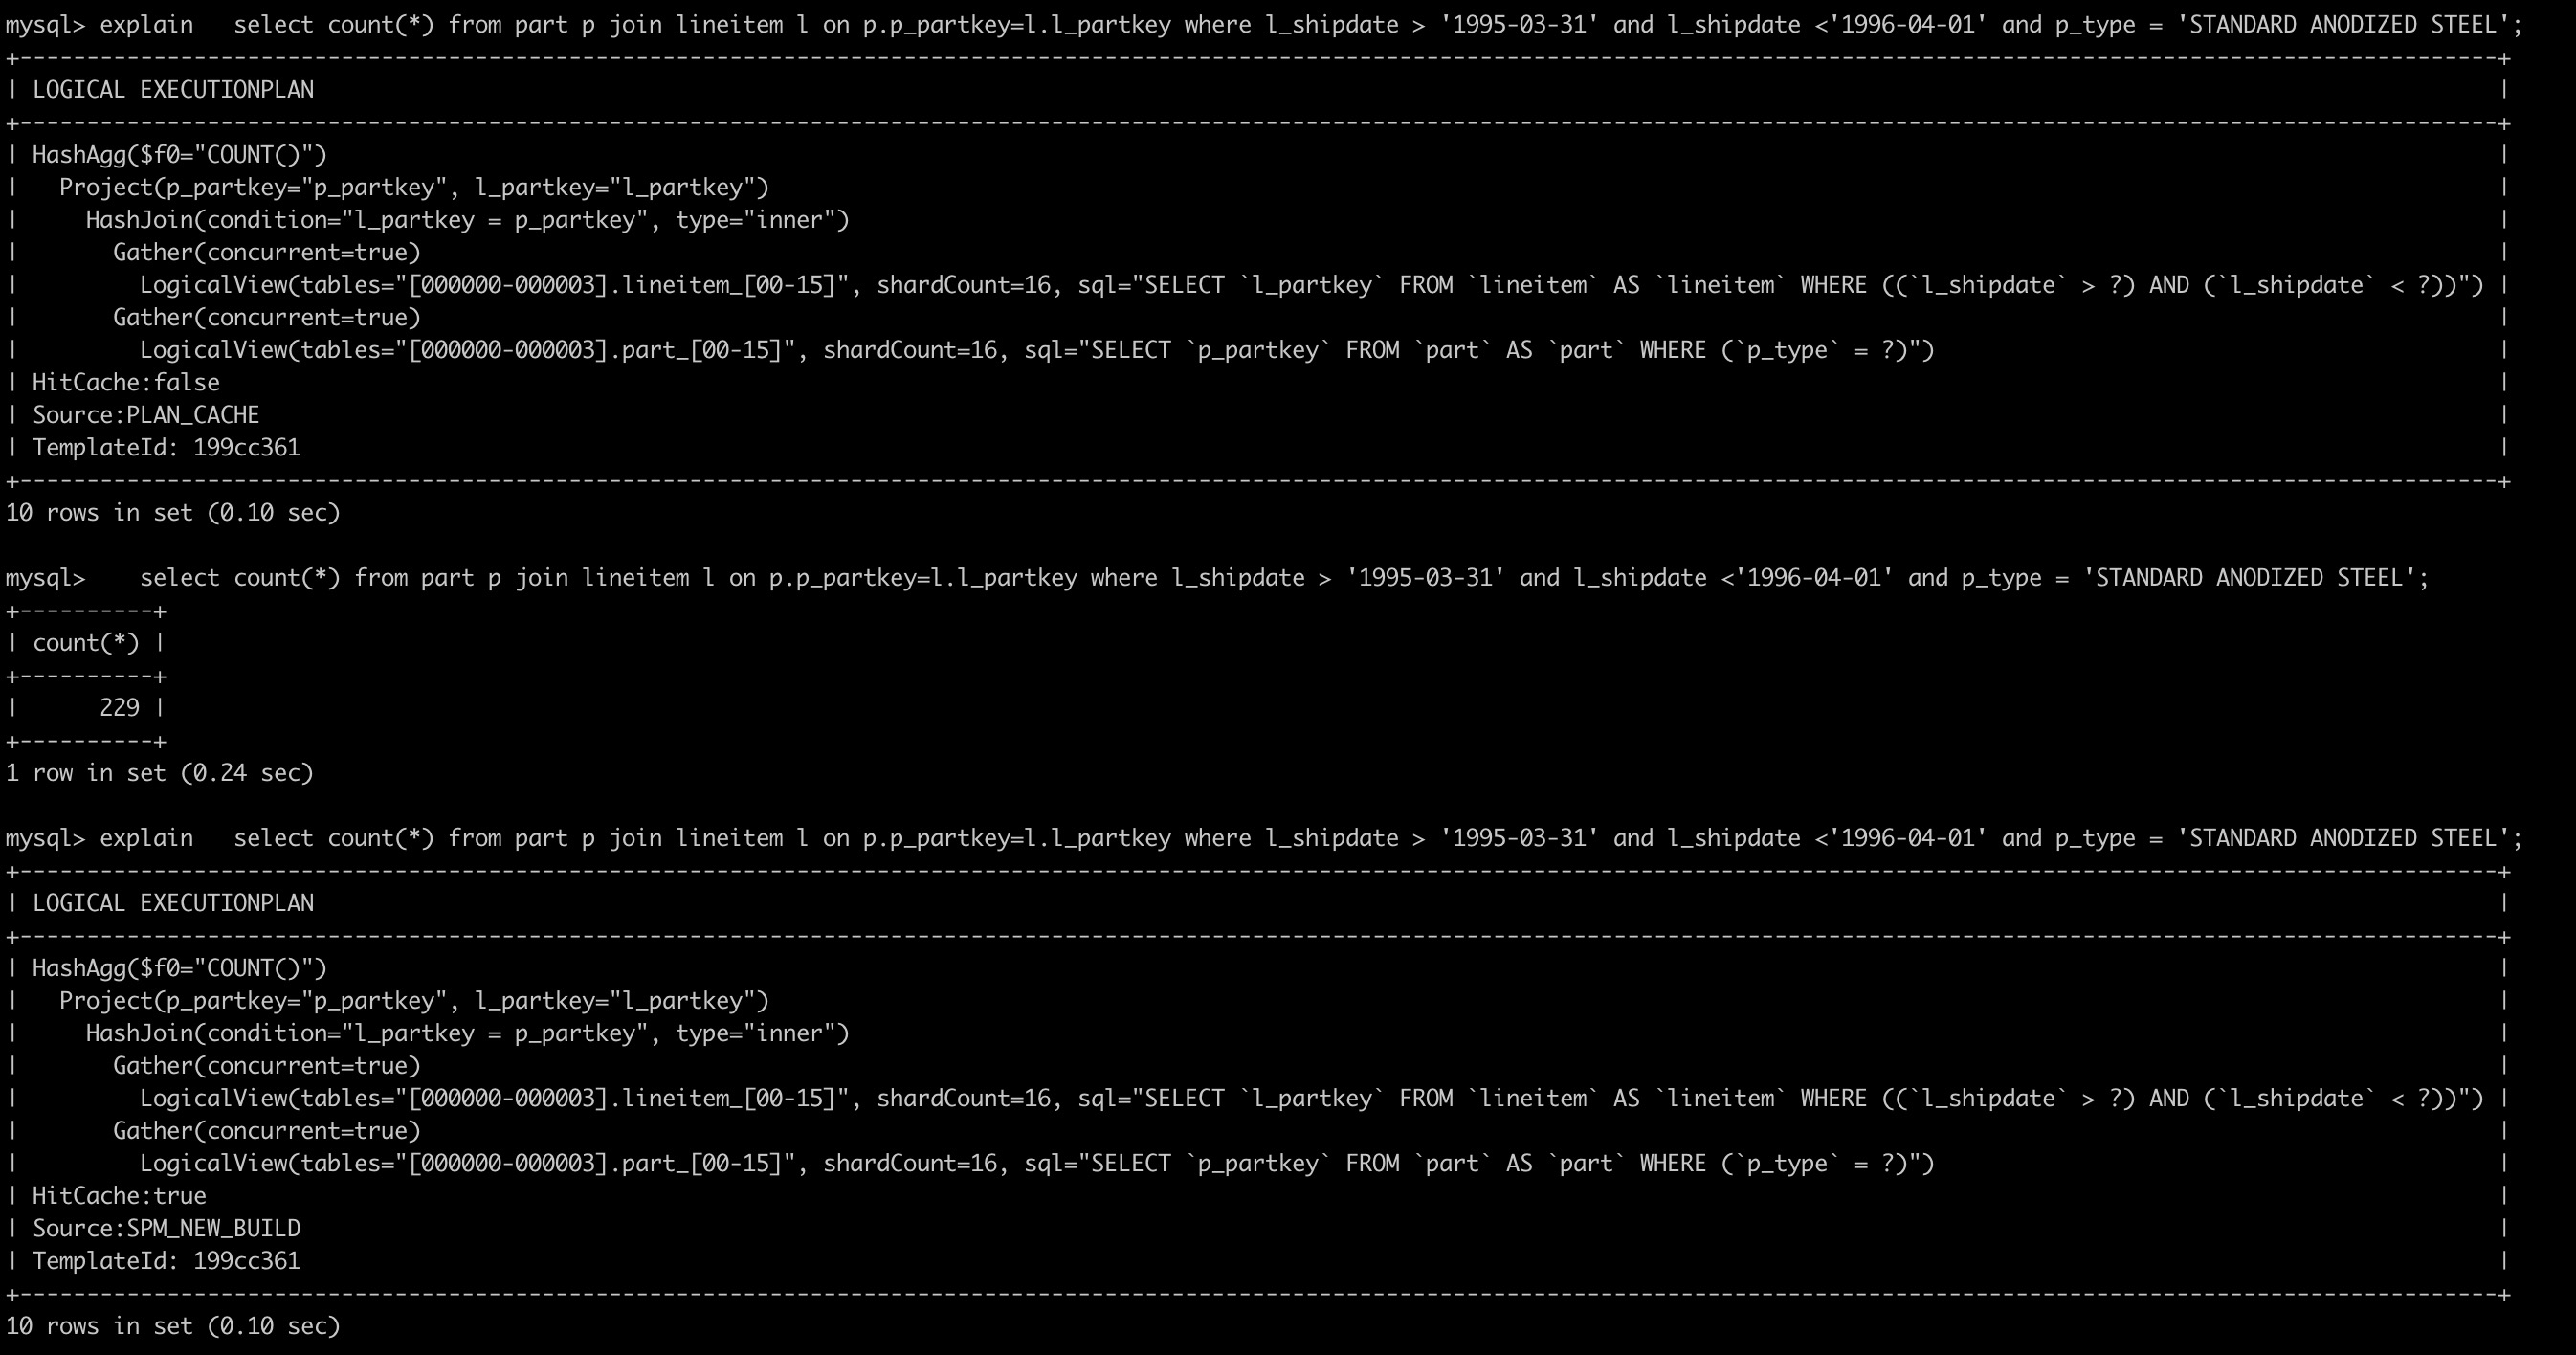 mysql> explain   select count(*) from part p join lineitem l on p.p_partkey=l.l_partkey where l_shipdate > '1995-03-31' and l_shipdate <'1996-04-01' and p_type = 'STANDARD ANODIZED STEEL';
| LOGICAL EXECUTIONPLAN |
| HashAgg($f0="COUNT()") |
|   Project(p_partkey="p_partkey", l_partkey="l_partkey") |
|     HashJoin(condition="l_partkey = p_partkey", type="inner") |
|       Gather(concurrent=true) |
|         LogicalView(tables="[000000-000003].lineitem_[00-15]", shardCount=16, sql="SELECT `l_partkey` FROM `lineitem` AS `lineitem` WHERE ((`l_shipdate` > ?) AND (`l_shipdate` < ?))") |
|       Gather(concurrent=true) |
|         LogicalView(tables="[000000-000003].part_[00-15]", shardCount=16, sql="SELECT `p_partkey` FROM `part` AS `part` WHERE (`p_type` = ?)") |
| HitCache:false |
| Source:PLAN_CACHE |
| TemplateId: 199cc361 |
10 rows in set (0.10 sec)
mysql>    select count(*) from part p join lineitem l on p.p_partkey=l.l_partkey where l_shipdate > '1995-03-31' and l_shipdate <'1996-04-01' and p_type = 'STANDARD ANODIZED STEEL';
+----------+
| count(*) |
+----------+
|      229 |
+----------+
1 row in set (0.24 sec)
mysql> explain   select count(*) from part p join lineitem l on p.p_partkey=l.l_partkey where l_shipdate > '1995-03-31' and l_shipdate <'1996-04-01' and p_type = 'STANDARD ANODIZED STEEL';
| LOGICAL EXECUTIONPLAN |
| HashAgg($f0="COUNT()") |
|   Project(p_partkey="p_partkey", l_partkey="l_partkey") |
|     HashJoin(condition="l_partkey = p_partkey", type="inner") |
|       Gather(concurrent=true) |
|         LogicalView(tables="[000000-000003].lineitem_[00-15]", shardCount=16, sql="SELECT `l_partkey` FROM `lineitem` AS `lineitem` WHERE ((`l_shipdate` > ?) AND (`l_shipdate` < ?))") |
|       Gather(concurrent=true) |
|         LogicalView(tables="[000000-000003].part_[00-15]", shardCount=16, sql="SELECT `p_partkey` FROM `part` AS `part` WHERE (`p_type` = ?)") |
| HitCache:true |
| Source:SPM_NEW_BUILD |
| TemplateId: 199cc361 |
10 rows in set (0.10 sec)